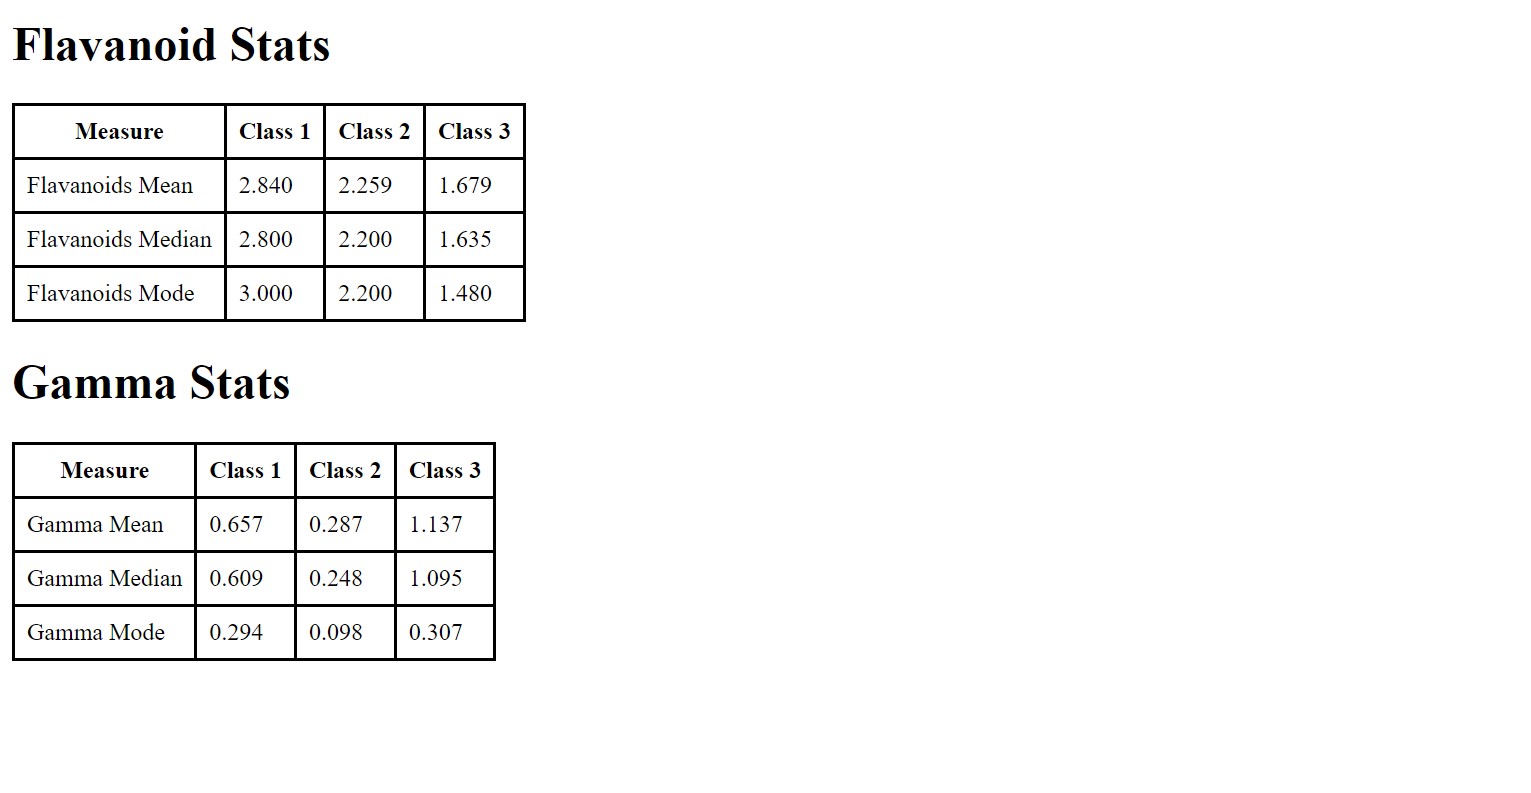 Flavanoid Stats
Measure Class 1 Class 2 Class 3
Flavanoids Mean 2.840 2.259 1.679
Flavanoids Median 2.800 2.200 1.635
Flavanoids Mode 3.000 2.200 1.480
Gamma Stats
Measure Class 1 Class 2 Class 3
Gamma Mean 0.657 0.287 1.137
Gamma Median 0.609 0.248 1.095
Gamma Mode 0.294 0.098 0.307